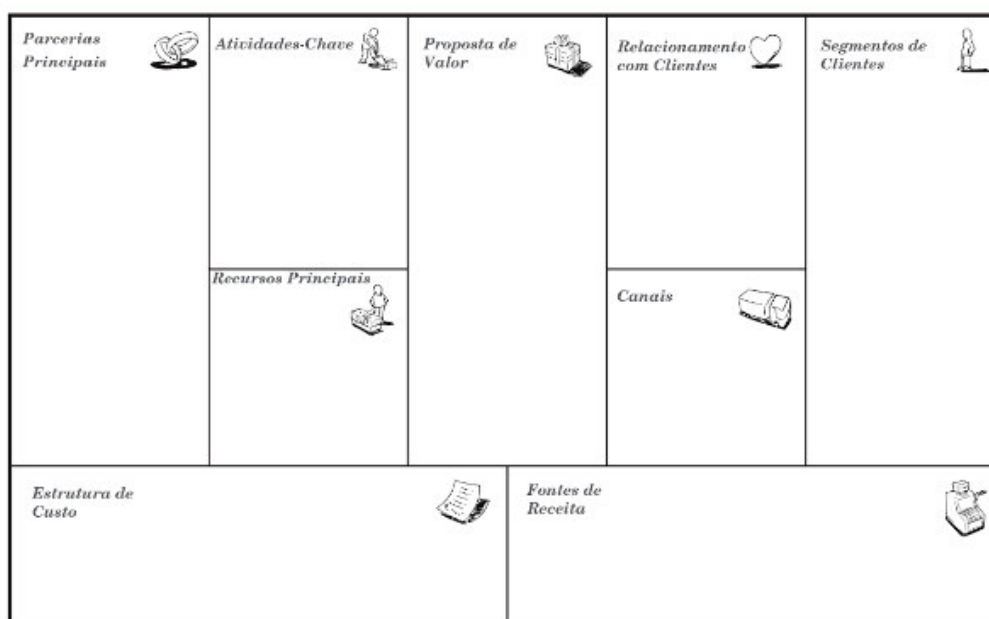 Parcerias
Principais
Atividades-Chave
Proposta de
Valor
Relacionamento
com Clientes
Segmentos de
Clientes
Recursos Principais
Canais
Estrutura de
Custo
Fontes de
Receita